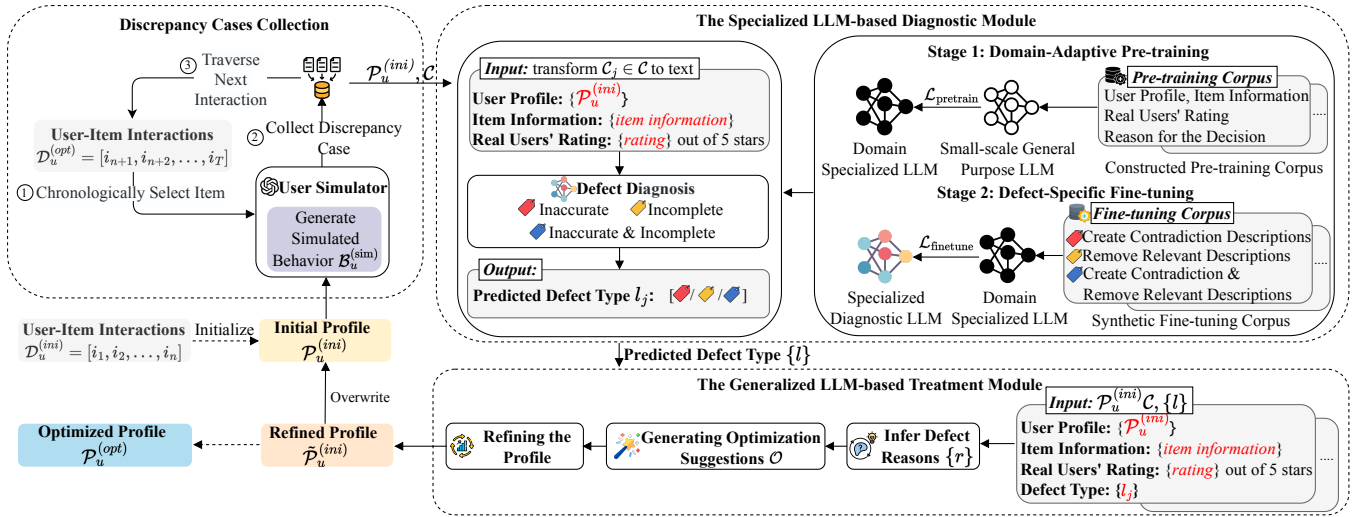 Discrepancy Cases Collection
③ Traverse
Next
Interaction
User-Item Interactions
𝒟_u^{(opt)} = [i_{n+1}, i_{n+2}, . . . , i_T]
② Collect Discrepancy
Case
① Chronologically Select Item
User Simulator
Generate
Simulated
Behavior ℬ_u^{(sim)}
User-Item Interactions
𝒟_u^{(ini)} = [i_1, i_2, . . . , i_n]
Initialize
Initial Profile
𝒫_u^{(ini)}
Overwrite
Optimized Profile
𝒫_u^{(opt)}
Refined Profile
𝒫̃_u^{(ini)}
𝒫_u^{(ini)}, 𝒞
The Specialized LLM-based Diagnostic Module
Input: transform 𝒞_j ∈ 𝒞 to text
User Profile: {𝒫_u^{(ini)}}
Item Information: {item information}
Real Users' Rating: {rating} out of 5 stars
Defect Diagnosis
Inaccurate
Incomplete
Inaccurate & Incomplete
Output:
Predicted Defect Type l_j: [ / / ]
Stage 1: Domain-Adaptive Pre-training
Domain
Specialized LLM
ℒ_pretrain
Small-scale General
Purpose LLM
Pre-training Corpus
User Profile, Item Information
Real Users' Rating
Reason for the Decision
....
Constructed Pre-training Corpus
Stage 2: Defect-Specific Fine-tuning
Specialized
Diagnostic LLM
ℒ_finetune
Domain
Specialized LLM
Fine-tuning Corpus
Create Contradiction Descriptions
Remove Relevant Descriptions
Create Contradiction &
Remove Relevant Descriptions
....
Synthetic Fine-tuning Corpus
Predicted Defect Type {l}
The Generalized LLM-based Treatment Module
Refining the
Profile
Generating Optimization
Suggestions 𝒪
Infer Defect
Reasons {r}
Input: 𝒫_u^{(ini)} 𝒞, {l}
User Profile: {𝒫_u^{(ini)}}
Item Information: {item information}
Real Users' Rating: {rating} out of 5 stars
Defect Type: {l_j}
....